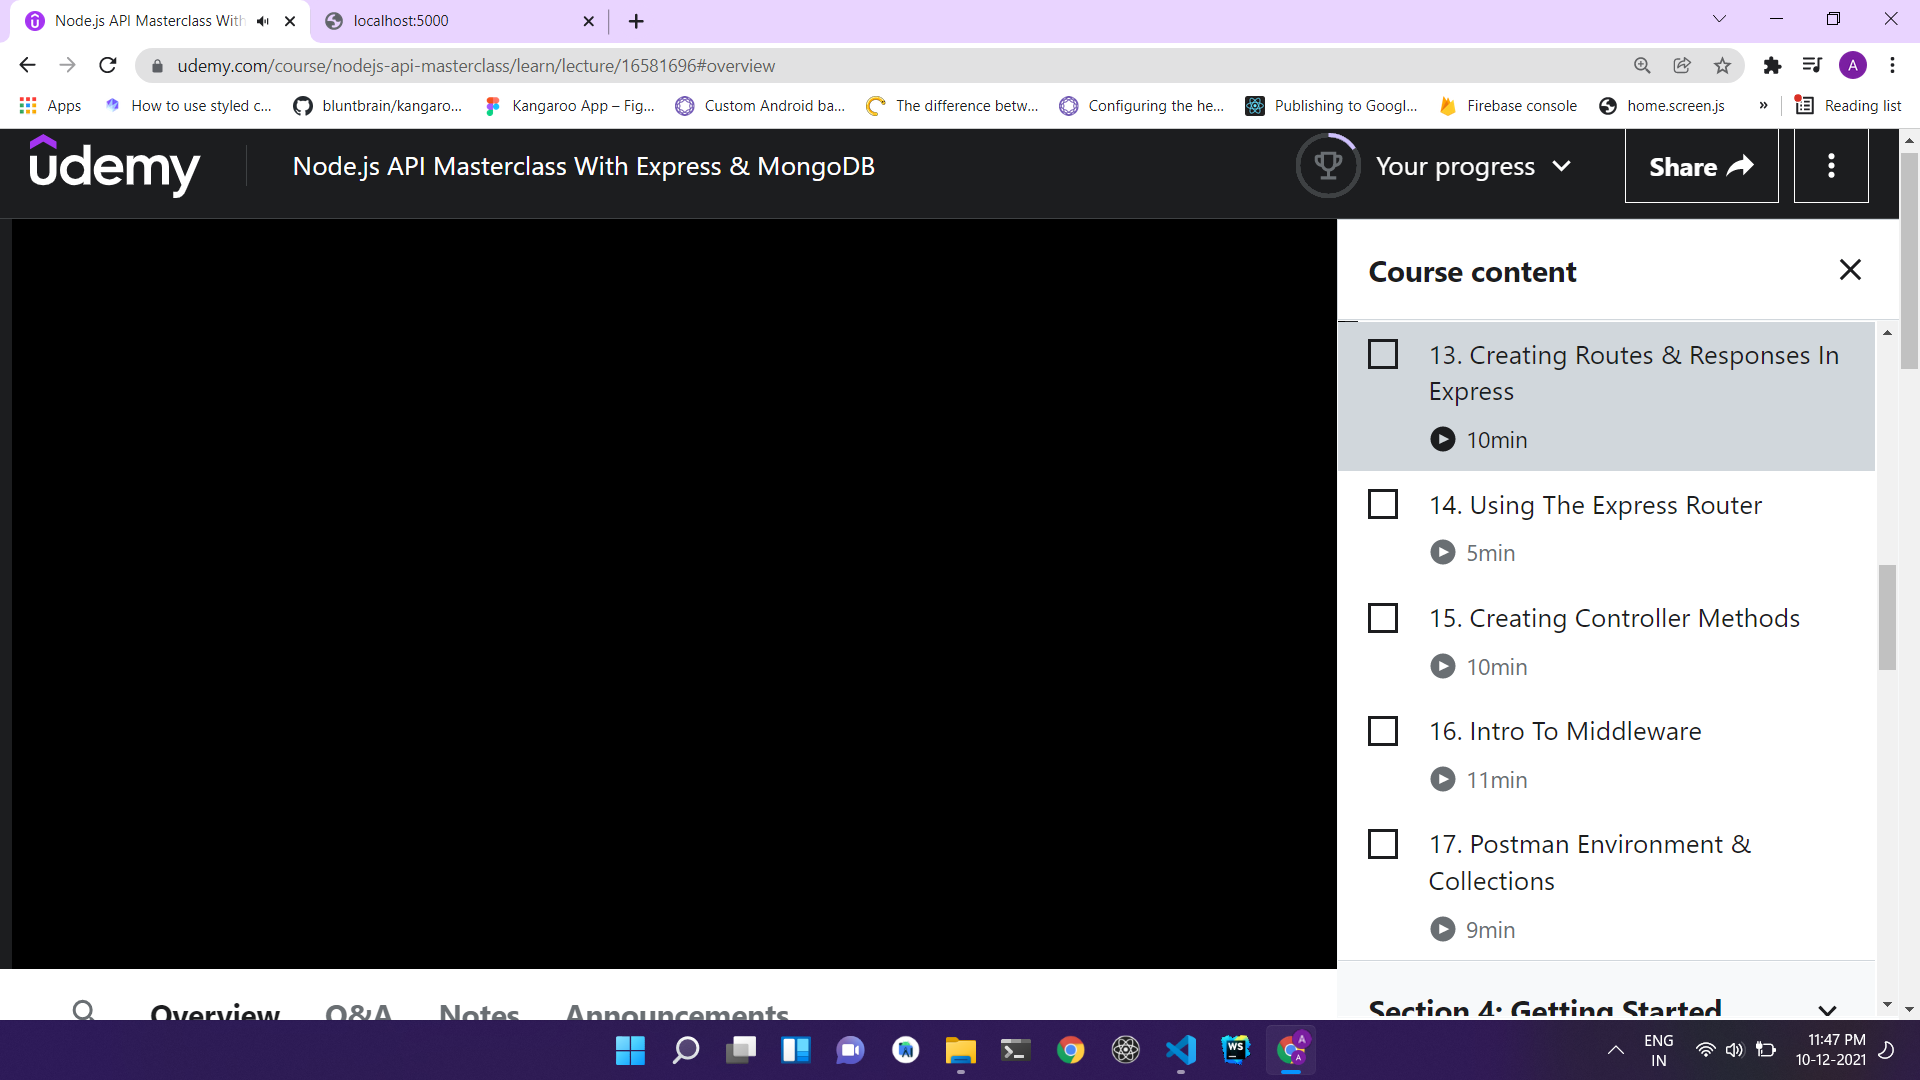 Node.js API Masterclass With
localhost:5000
udemy.com/course/nodejs-api-masterclass/learn/lecture/16581696#overview
A
Apps
How to use styled c...
bluntbrain/kangaro...
Kangaroo App – Fig...
Custom Android ba...
The difference betw...
Configuring the he...
Publishing to Googl...
Firebase console
home.screen.js
»
Reading list
udemy
Node.js API Masterclass With Express & MongoDB
Your progress
Share
Course content
13. Creating Routes & Responses In
Express
10min
14. Using The Express Router
5min
15. Creating Controller Methods
10min
16. Intro To Middleware
11min
17. Postman Environment &
Collections
9min
Overview
Q&A
Notes
Announcements
Section 4: Getting Started
WS
A
A
ENG
IN
11:47 PM
10-12-2021